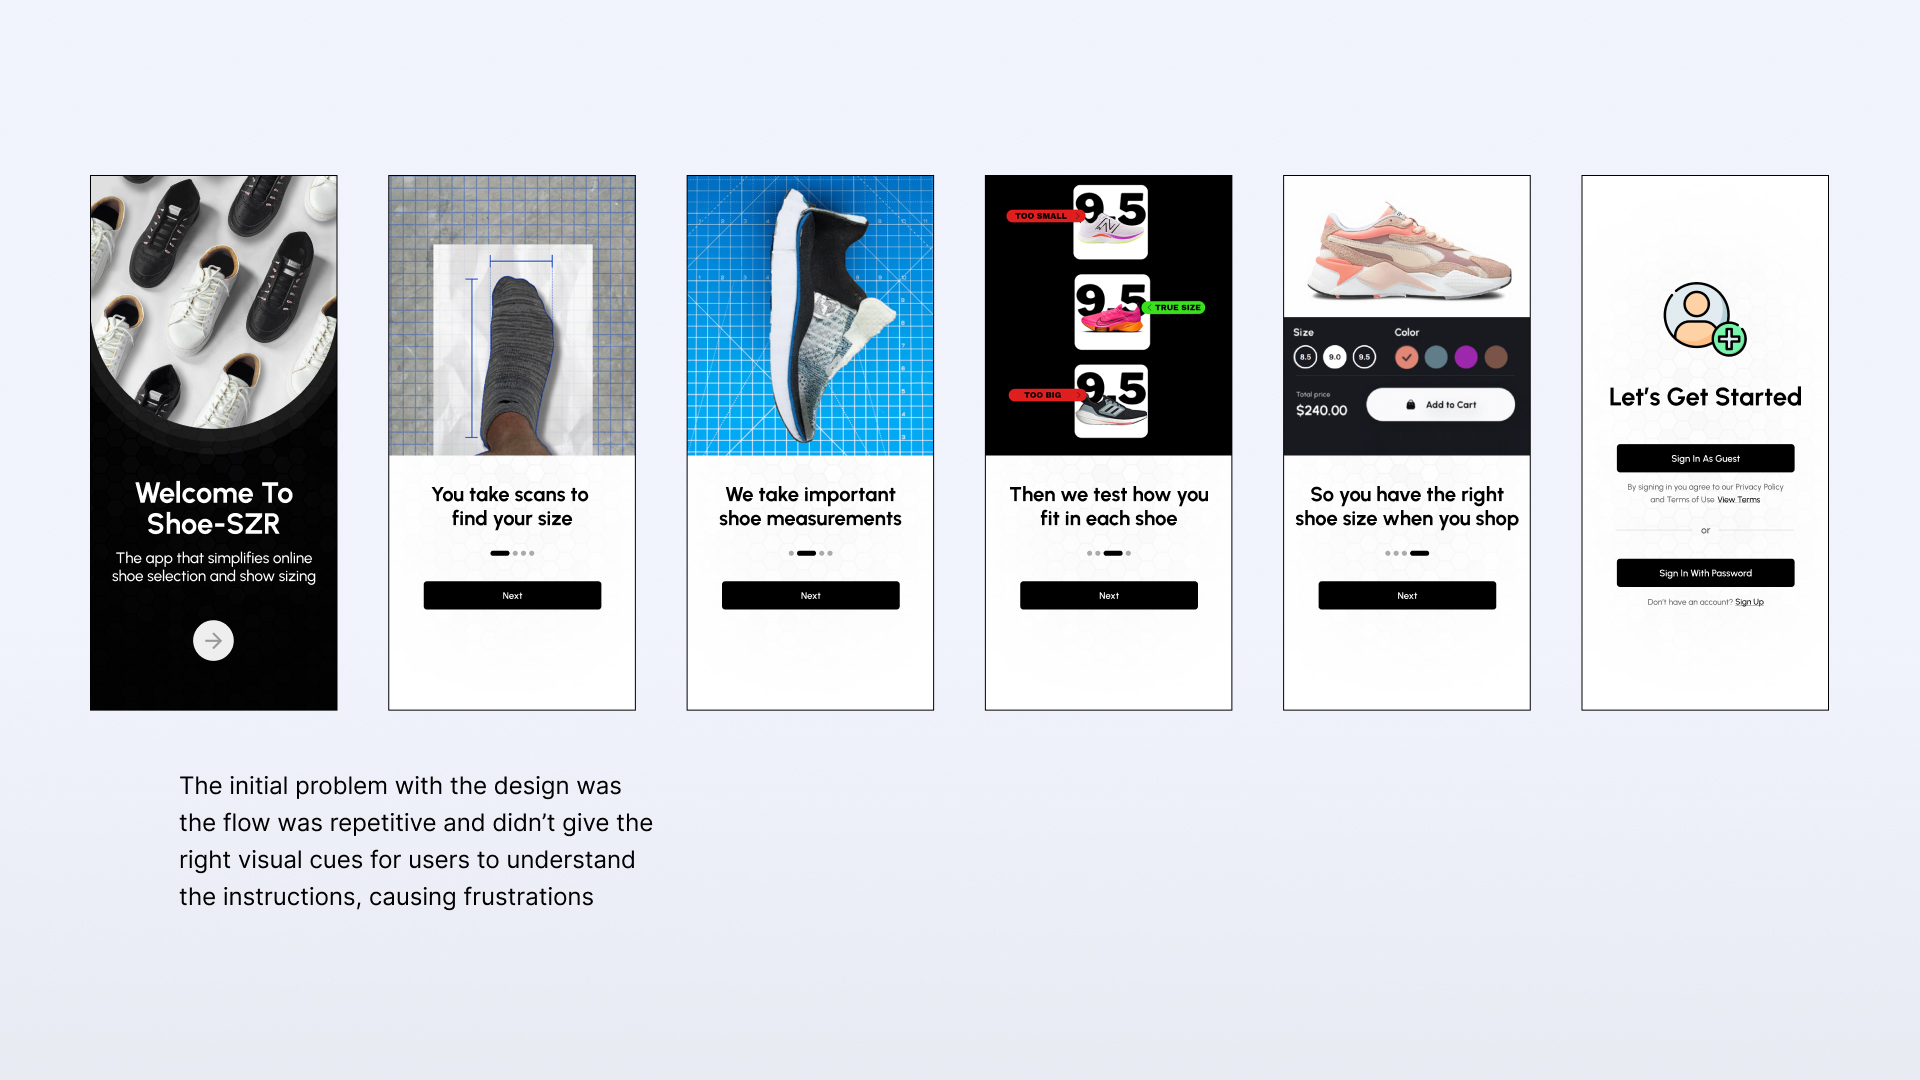 Welcome To
Shoe-SZR
The app that simplifies online
shoe selection and show sizing
You take scans to
find your size
Next
We take important
shoe measurements
Next
9.5
TOO SMALL
9.5
TRUE SIZE
9.5
TOO BIG
Then we test how you
fit in each shoe
Next
Size
Color
8.5
9.0
9.5
Total price
$240.00
Add to Cart
So you have the right
shoe size when you shop
Next
Let's Get Started
Sign In As Guest
By signing in you agree to our Privacy Policy
and Terms of Use View Terms
or
Sign In With Password
Don't have an account? Sign Up
The initial problem with the design was
the flow was repetitive and didn’t give the
right visual cues for users to understand
the instructions, causing frustrations